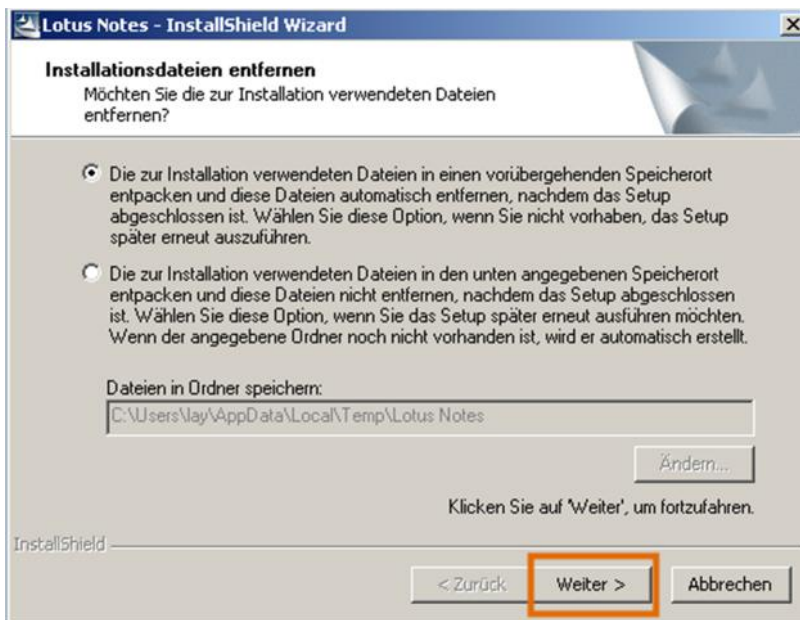 Lotus Notes - InstallShield Wizard
Installationsdateien entfernen
Möchten Sie die zur Installation verwendeten Dateien
entfernen?
Die zur Installation verwendeten Dateien in einen vorübergehenden Speicherort
entpacken und diese Dateien automatisch entfernen, nachdem das Setup
abgeschlossen ist. Wählen Sie diese Option, wenn Sie nicht vorhaben, das Setup
später erneut auszuführen.
Die zur Installation verwendeten Dateien in den unten angegebenen Speicherort
entpacken und diese Dateien nicht entfernen, nachdem das Setup abgeschlossen
ist. Wählen Sie diese Option, wenn Sie das Setup später erneut ausführen möchten.
Wenn der angegebene Ordner noch nicht vorhanden ist, wird er automatisch erstellt.
Dateien in Ordner speichern:
C:\Users\lay\AppData\Local\Temp\Lotus Notes
Ändern...
Klicken Sie auf 'Weiter', um fortzufahren.
InstallShield
< Zurück Weiter > Abbrechen